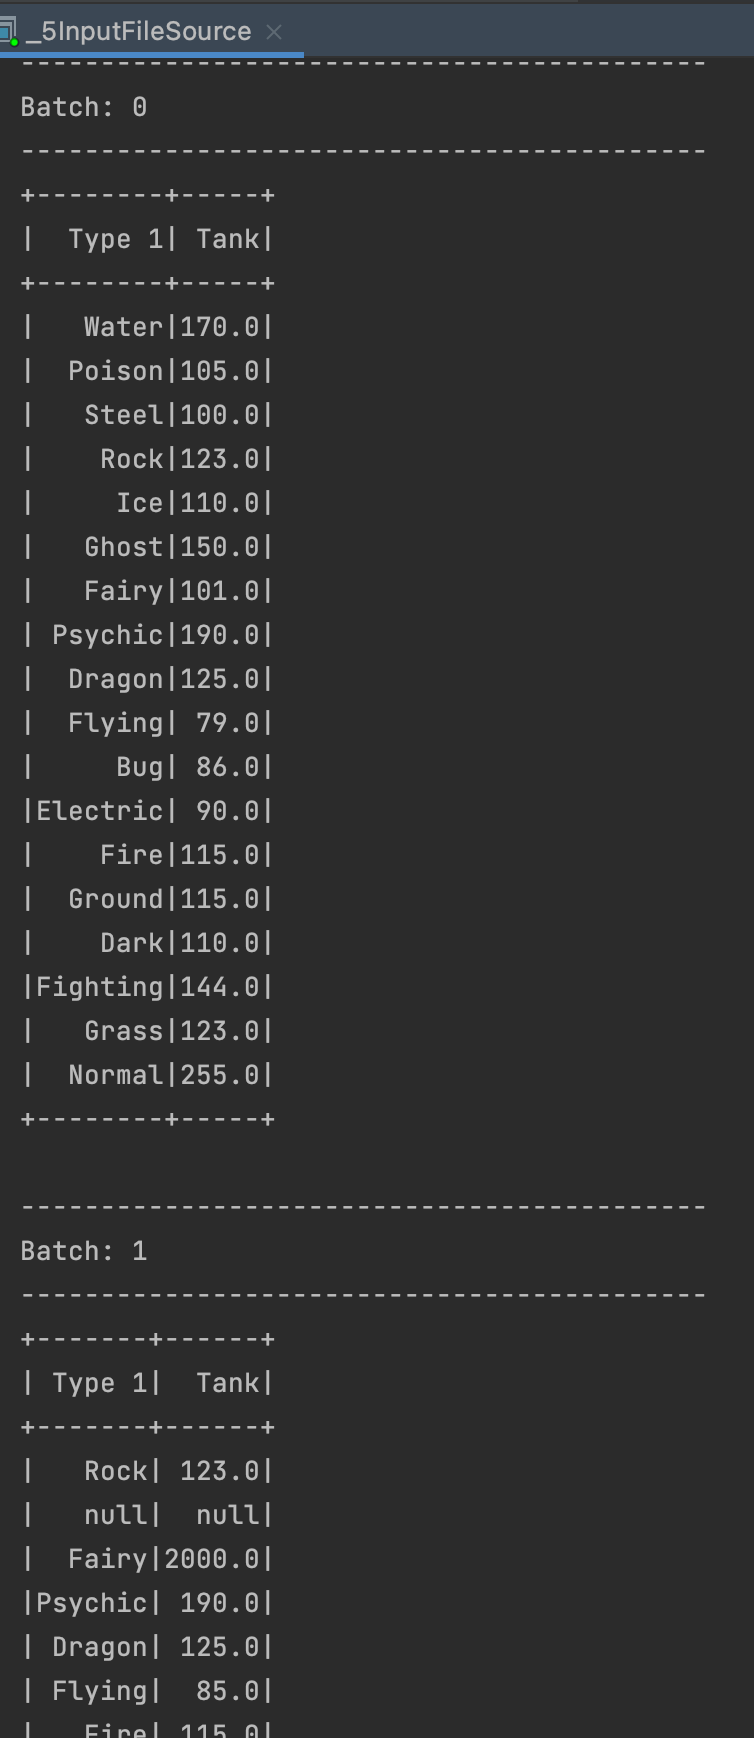 _5InputFileSource
-------------------------------------------
Batch: 0
-------------------------------------------
+--------+-----+
|  Type 1| Tank|
+--------+-----+
|   Water|170.0|
|  Poison|105.0|
|   Steel|100.0|
|    Rock|123.0|
|     Ice|110.0|
|   Ghost|150.0|
|   Fairy|101.0|
| Psychic|190.0|
|  Dragon|125.0|
|  Flying| 79.0|
|     Bug| 86.0|
|Electric| 90.0|
|    Fire|115.0|
|  Ground|115.0|
|    Dark|110.0|
|Fighting|144.0|
|   Grass|123.0|
|  Normal|255.0|
+--------+-----+
-------------------------------------------
Batch: 1
-------------------------------------------
+-------+------+
| Type 1|  Tank|
+-------+------+
|   Rock| 123.0|
|   null|  null|
|  Fairy|2000.0|
|Psychic| 190.0|
| Dragon| 125.0|
| Flying|  85.0|
|   Fire| 115.0|